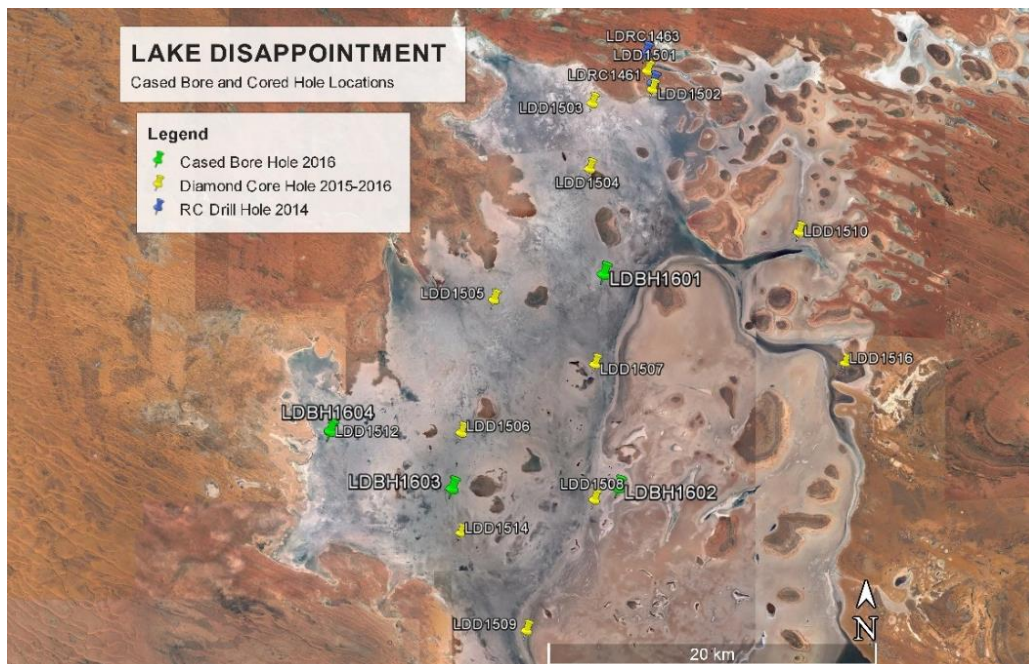 LAKE DISAPPOINTMENT
Cased Bore and Cored Hole Locations
Legend
Cased Bore Hole 2016
Diamond Core Hole 2015-2016
RC Drill Hole 2014
LDRC1463
LDD1501
LDRC1461
LDD1502
LDD1503
LDD1504
LDD1510
LDBH1601
LDD1505
LDD1507
LDD1516
LDBH1604
LDD1512
LDD1506
LDBH1603
LDD1508
LDBH1602
LDD1514
LDD1509
N
20 km